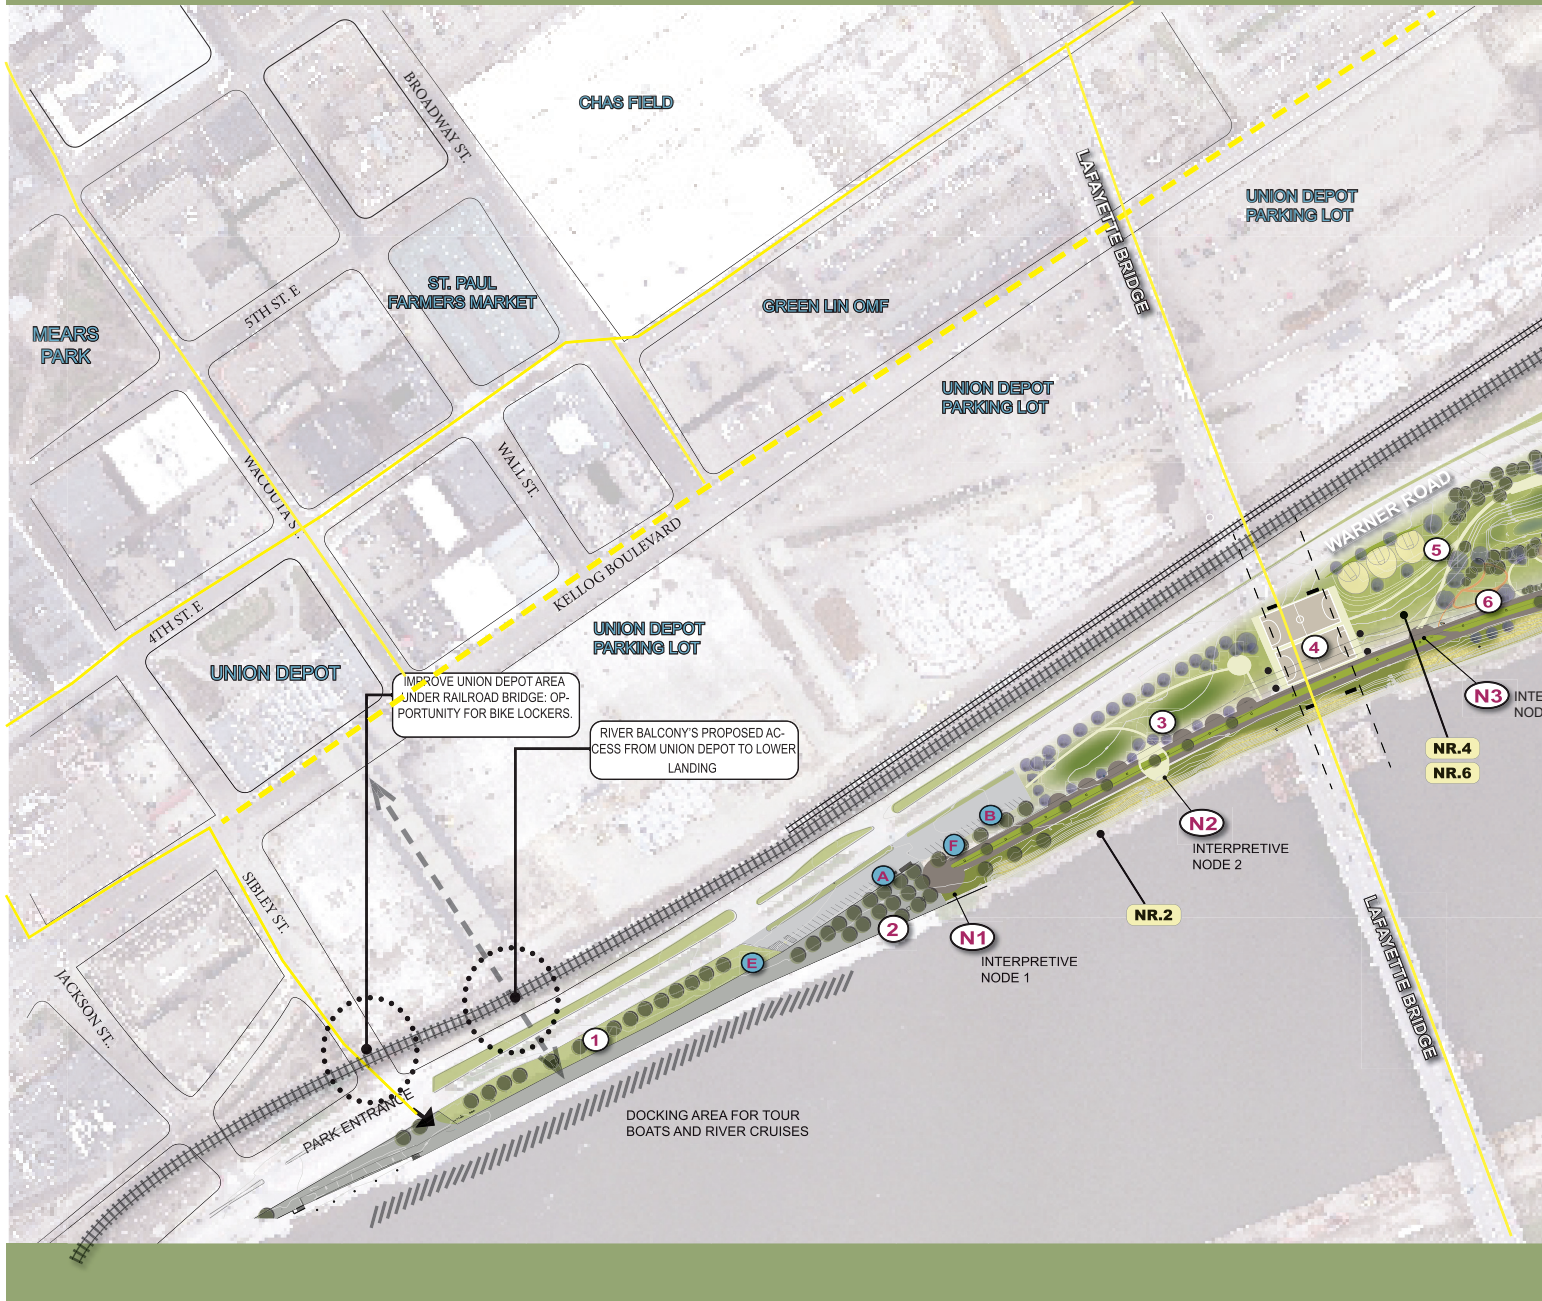 BROADWAY ST.
CHAS FIELD
LAFAYETTE BRIDGE
UNION DEPOT
PARKING LOT
5TH ST. E
ST. PAUL
FARMERS MARKET
GREEN LIN OMF
MEARS
PARK
UNION DEPOT
PARKING LOT
WACOUTA S .
WALL ST.
KELLOG BOULEVARD
WARNER ROAD
5
6
4TH ST. E
UNION DEPOT
UNION DEPOT
PARKING LOT
4
IMPROVE UNION DEPOT AREA
UNDER RAILROAD BRIDGE: OP-
PORTUNITY FOR BIKE LOCKERS.
N3
INTE
NOD
RIVER BALCONY'S PROPOSED AC-
CESS FROM UNION DEPOT TO LOWER
LANDING
3
NR.4
NR.6
B
N2
INTERPRETIVE
NODE 2
F
A
SIBLEY ST.
NR.2
2
N1
INTERPRETIVE
NODE 1
E
LAFAYETTE BRIDGE
JACKSON ST..
1
PARK ENTRANCE
DOCKING AREA FOR TOUR
BOATS AND RIVER CRUISES